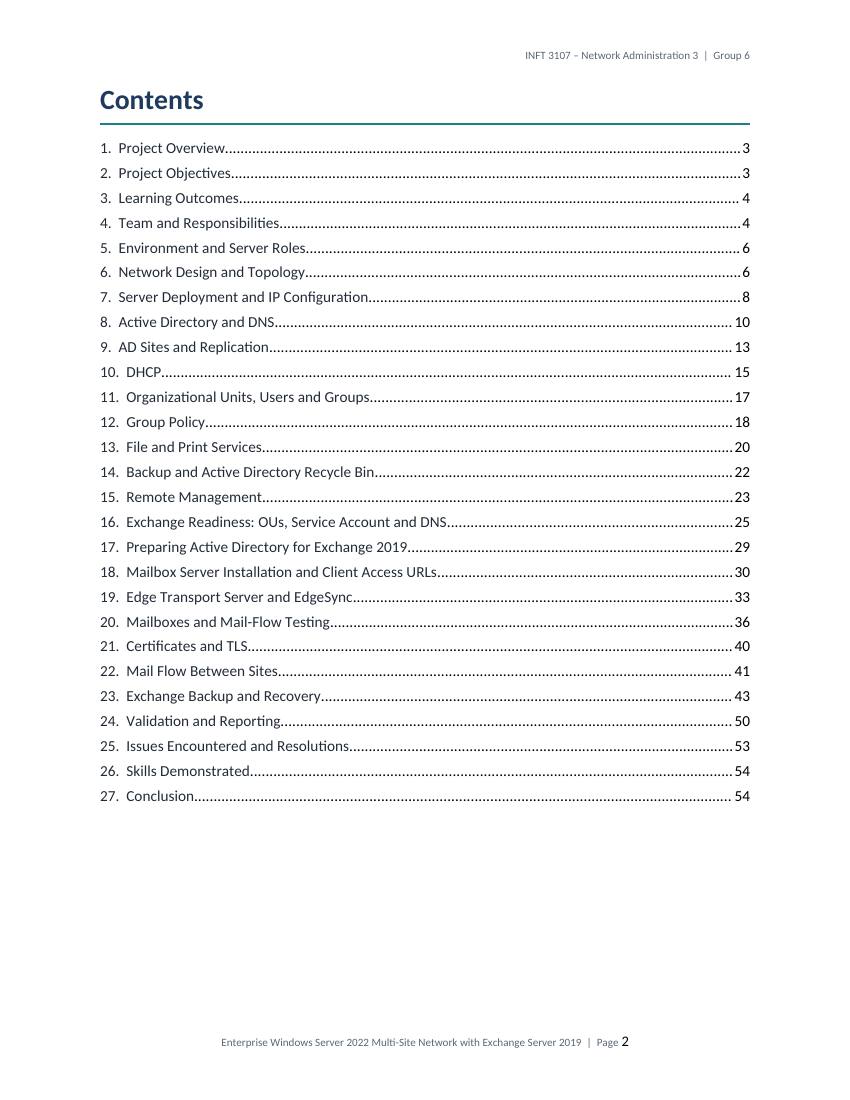 INFT 3107 – Network Administration 3 | Group 6
Contents
1. Project Overview 3
2. Project Objectives 3
3. Learning Outcomes 4
4. Team and Responsibilities 4
5. Environment and Server Roles 6
6. Network Design and Topology 6
7. Server Deployment and IP Configuration 8
8. Active Directory and DNS 10
9. AD Sites and Replication 13
10. DHCP 15
11. Organizational Units, Users and Groups 17
12. Group Policy 18
13. File and Print Services 20
14. Backup and Active Directory Recycle Bin 22
15. Remote Management 23
16. Exchange Readiness: OUs, Service Account and DNS 25
17. Preparing Active Directory for Exchange 2019 29
18. Mailbox Server Installation and Client Access URLs 30
19. Edge Transport Server and EdgeSync 33
20. Mailboxes and Mail-Flow Testing 36
21. Certificates and TLS 40
22. Mail Flow Between Sites 41
23. Exchange Backup and Recovery 43
24. Validation and Reporting 50
25. Issues Encountered and Resolutions 53
26. Skills Demonstrated 54
27. Conclusion 54
Enterprise Windows Server 2022 Multi-Site Network with Exchange Server 2019 | Page 2